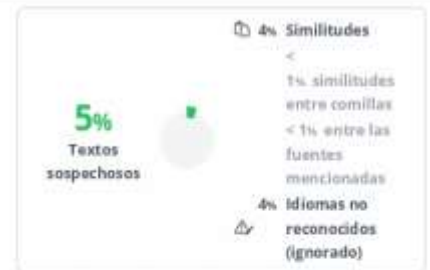 5%
Textos
sospechosos
4% Similitudes
<
1% similitudes
entre comillas
< 1% entre las
fuentes
mencionadas
4% Idiomas no
reconocidos
(ignorado)